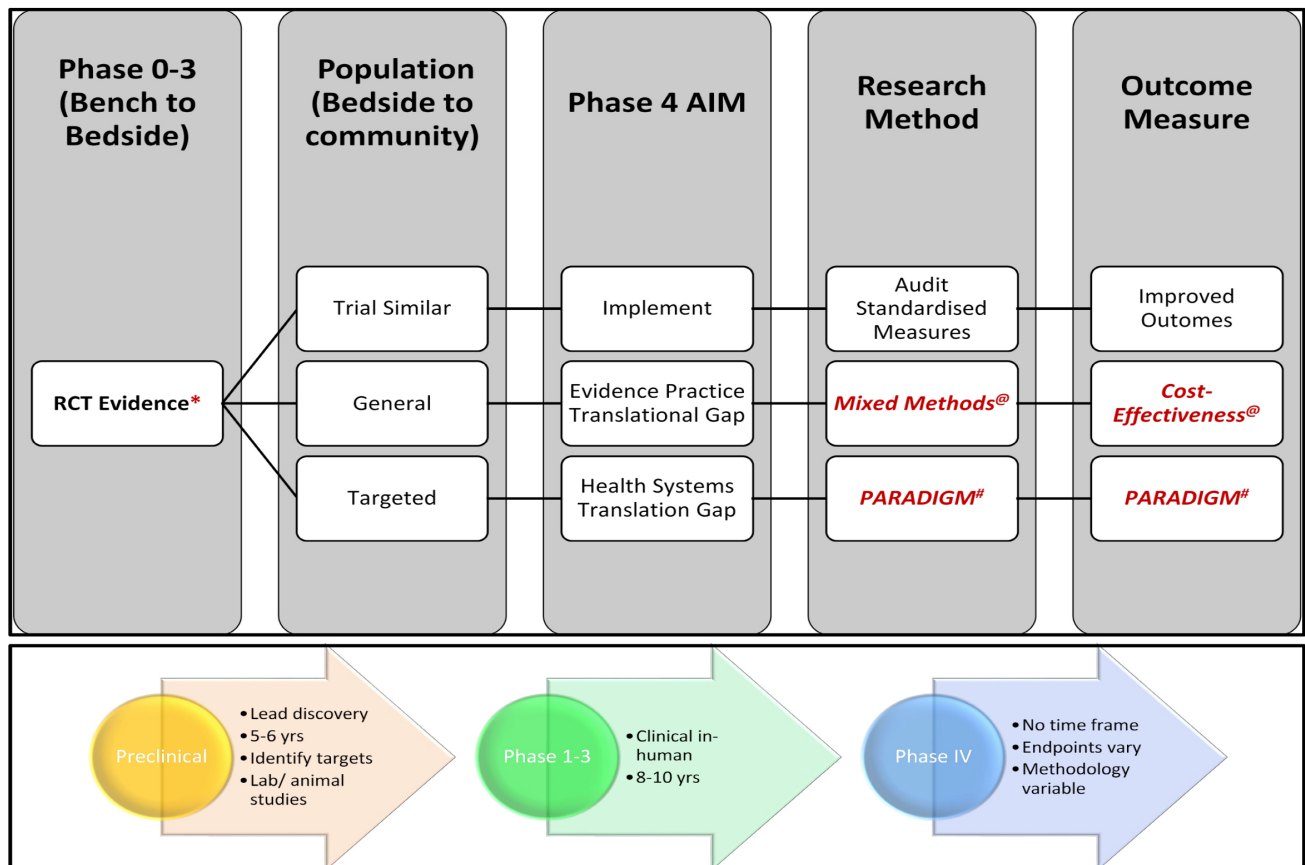 Phase 0-3
(Bench to
Bedside)
Population
(Bedside to
community)
Phase 4 AIM
Research
Method
Outcome
Measure
RCT Evidence*
Trial Similar
Implement
Audit
Standardised
Measures
Improved
Outcomes
General
Evidence Practice
Translational Gap
Mixed Methods@
Cost-
Effectiveness@
Targeted
Health Systems
Translation Gap
PARADIGM#
PARADIGM#
Preclinical
•Lead discovery
•5-6 yrs
•Identify targets
•Lab/ animal
studies
Phase 1-3
•Clinical in-
human
•8-10 yrs
Phase IV
•No time frame
•Endpoints vary
•Methodology
variable